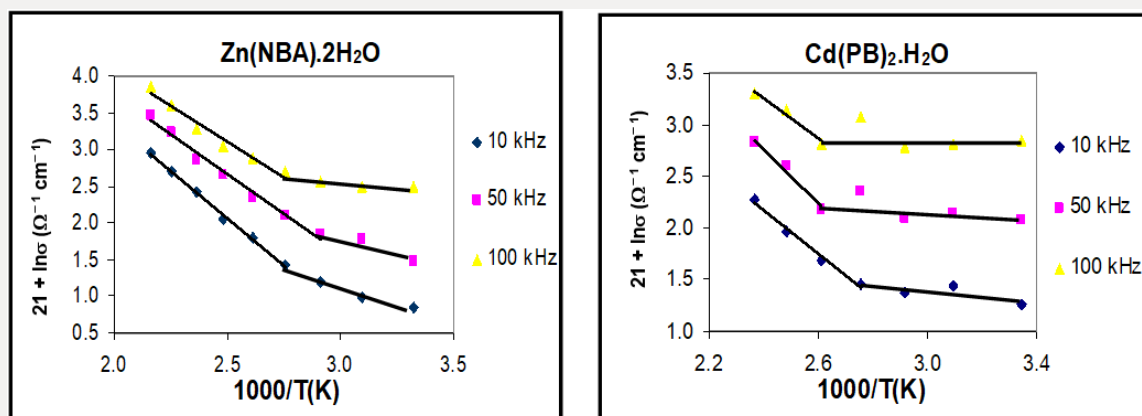 Zn(NBA).2H₂O
21 + lnσ (Ω⁻¹ cm⁻¹)
4.0
3.5
3.0
2.5
2.0
1.5
1.0
0.5
2.0 2.5 3.0 3.5
1000/T(K)
10 kHz
50 kHz
100 kHz
Cd(PB)₂.H₂O
21 + lnσ (Ω⁻¹ cm⁻¹)
3.5
3.0
2.5
2.0
1.5
1.0
2.2 2.6 3.0 3.4
1000/T(K)
10 kHz
50 kHz
100 kHz